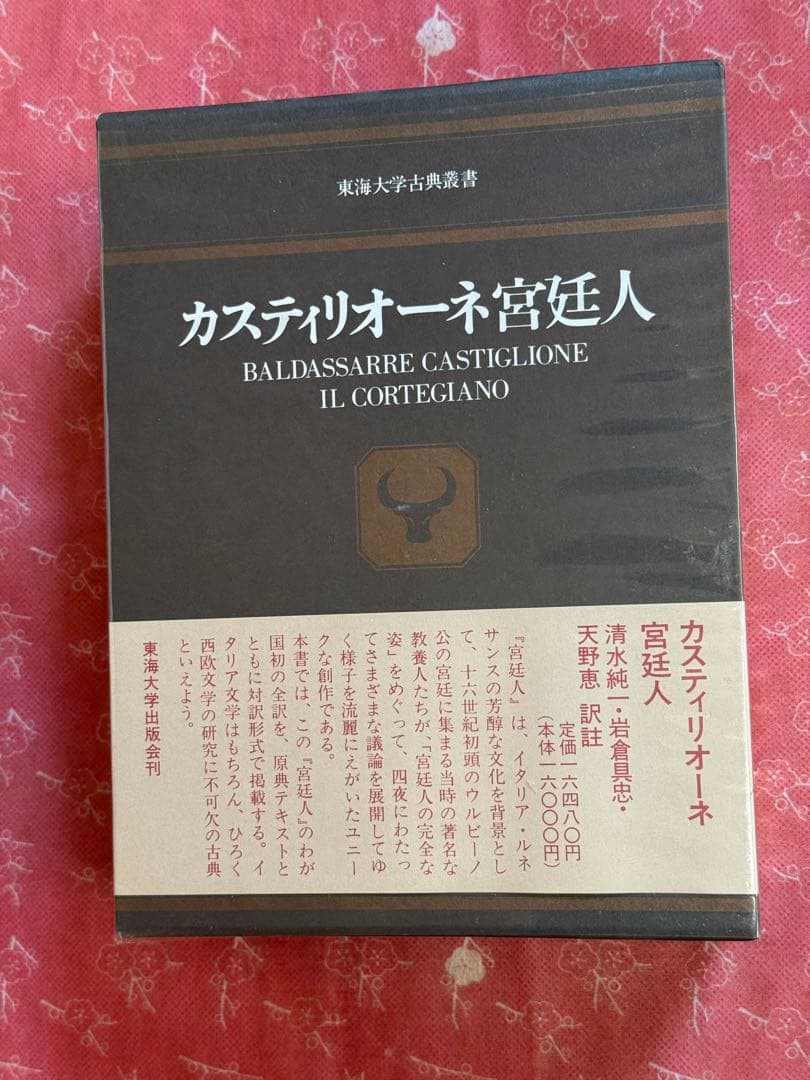 東海大学古典叢書
カスティリオーネ宮廷人
BALDASSARRE CASTIGLIONE
IL CORTEGIANO
カスティリオーネ
宮廷人
清水純一・岩倉具忠・
天野恵 訳註
定価一六四八〇円
（本体一六〇〇〇円）
『宮廷人』は、イタリア・ルネ
サンスの芳醇な文化を背景とし
て、十六世紀初頭のウルビーノ
公の宮廷に集まる当時の著名な
教養人たちが、「宮廷人の完全な
姿」をめぐって、四夜にわたっ
てさまざまな議論を展開してゆ
く様子を流麗にえがいたユニー
クな創作である。
本書では、この『宮廷人』のわが
国初の全訳を、原典テキストと
ともに対訳形式で掲載する。イ
タリア文学はもちろん、ひろく
西欧文学の研究に不可欠の古典
といえよう。
東海大学出版会刊